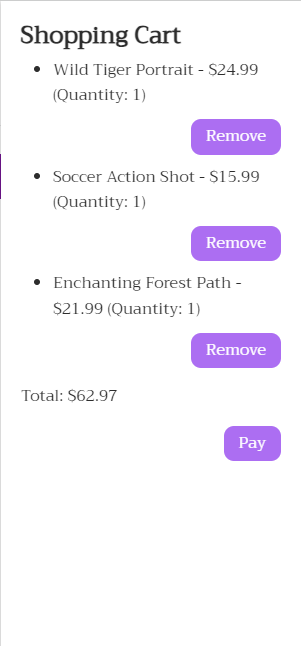 Shopping Cart
Wild Tiger Portrait - $24.99
(Quantity: 1)
Remove
Soccer Action Shot - $15.99
(Quantity: 1)
Remove
Enchanting Forest Path -
$21.99 (Quantity: 1)
Remove
Total: $62.97
Pay